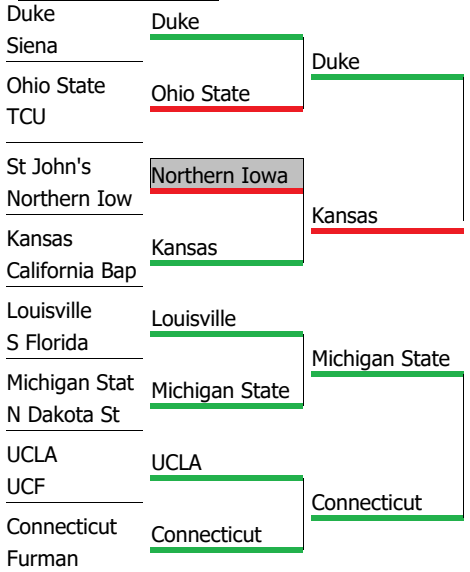 Duke
Siena
Ohio State
TCU
St John's
Northern Iow
Kansas
California Bap
Louisville
S Florida
Michigan Stat
N Dakota St
UCLA
UCF
Connecticut
Furman
Duke
Ohio State
Northern Iowa
Kansas
Louisville
Michigan State
UCLA
Connecticut
Duke
Kansas
Michigan State
Connecticut